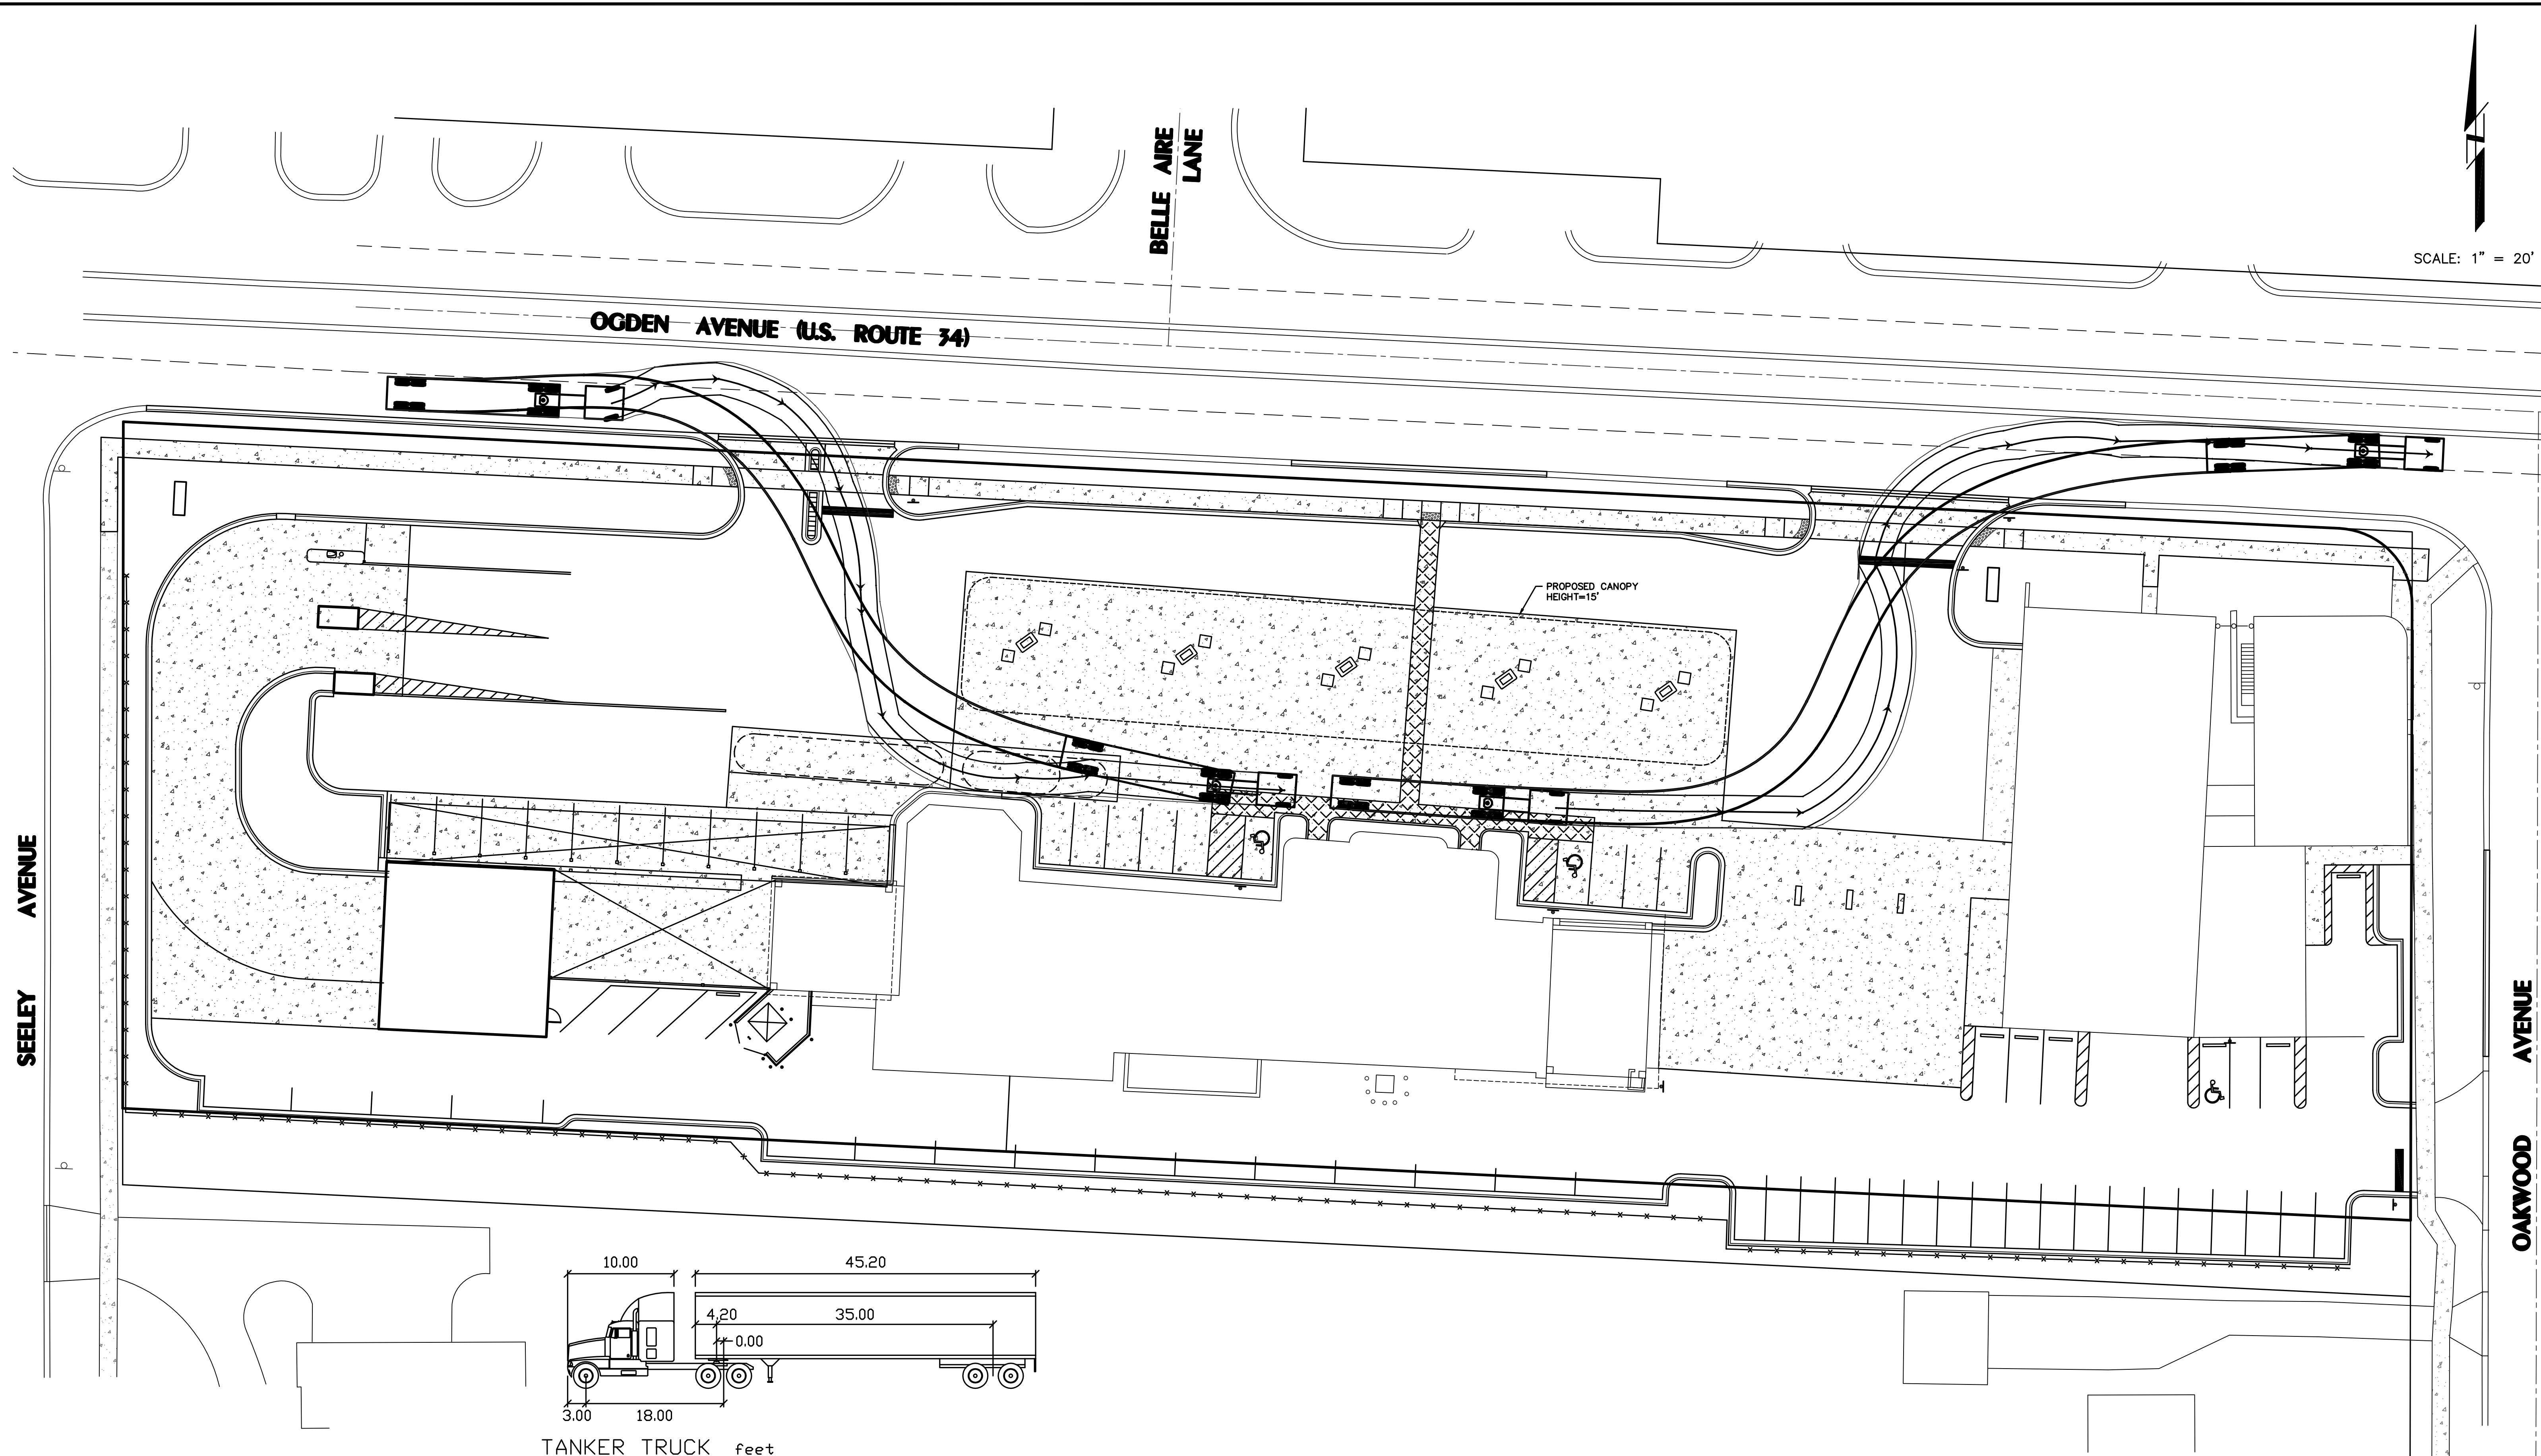 BELLE AIRE
LANE
SCALE: 1" = 20'
OGDEN AVENUE (U.S. ROUTE 34)
PROPOSED CANOPY
HEIGHT=15'
SEELEY AVENUE
OAKWOOD AVENUE
10.00
45.20
4.20
35.00
0.00
3.00
18.00
TANKER TRUCK feet